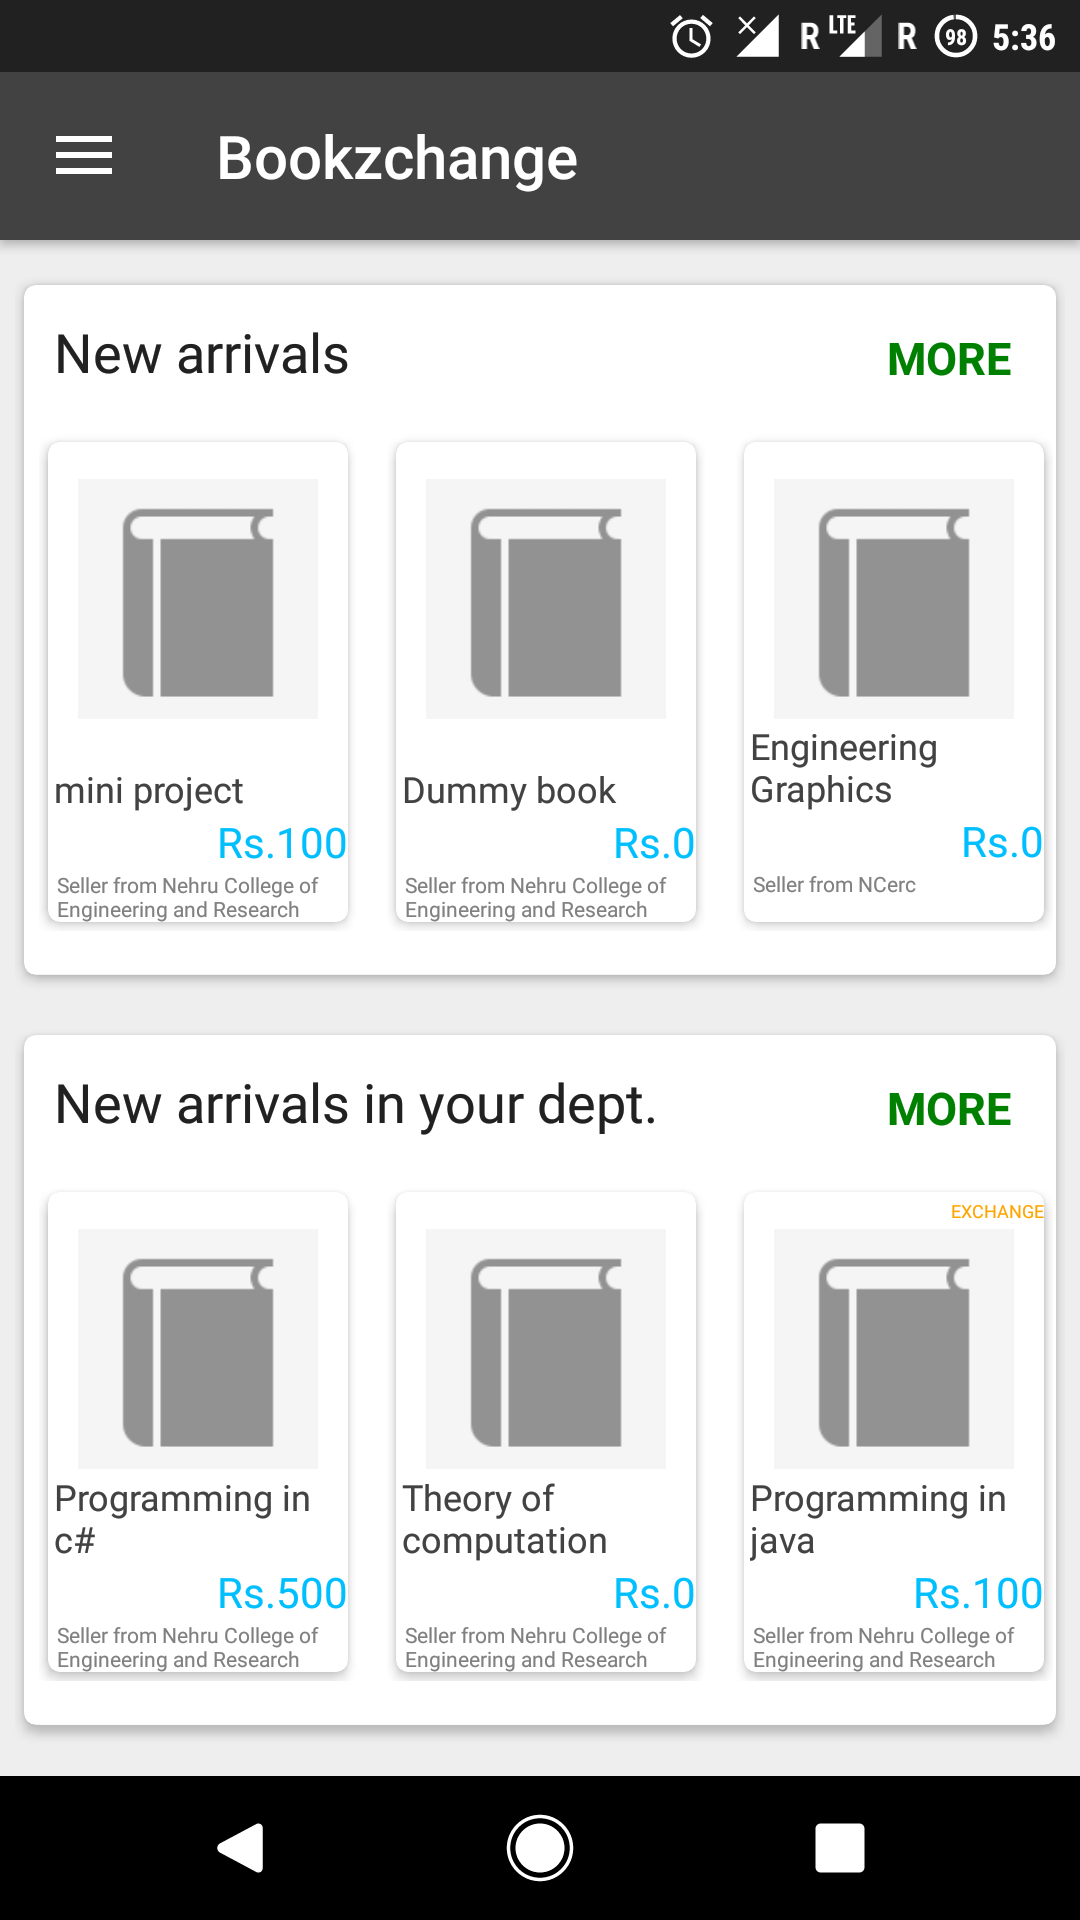 R LTE R 98 5:36
Bookzchange
New arrivals
MORE
mini project
Rs.100
Seller from Nehru College of
Engineering and Research
Dummy book
Rs.0
Seller from Nehru College of
Engineering and Research
Engineering
Graphics
Rs.0
Seller from NCerc
New arrivals in your dept.
MORE
Programming in
c#
Rs.500
Seller from Nehru College of
Engineering and Research
Theory of
computation
Rs.0
Seller from Nehru College of
Engineering and Research
EXCHANGE
Programming in
java
Rs.100
Seller from Nehru College of
Engineering and Research